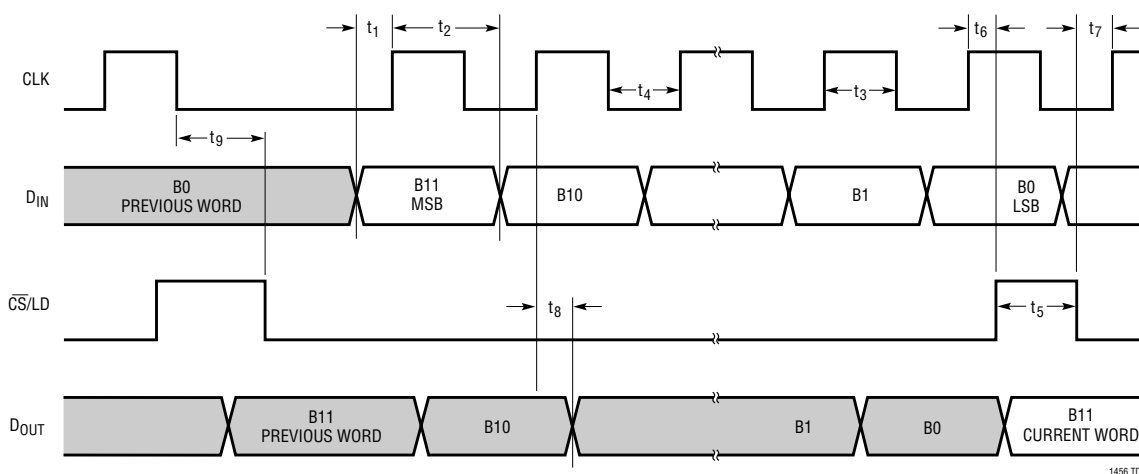 t1 t2 t6 t7
CLK
t4 t3
t9
DIN
B0
PREVIOUS WORD
B11
MSB
B10
B1
B0
LSB
CS/LD
t8
t5
DOUT
B11
PREVIOUS WORD
B10
B1
B0
B11
CURRENT WORD